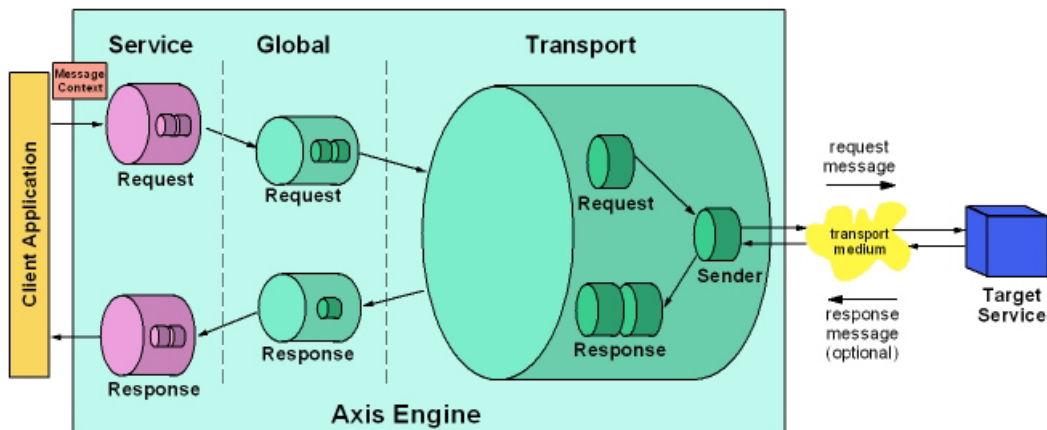 Service
Global
Transport
Message
Context
Client Application
Request
Request
Request
Sender
Response
Response
Response
Axis Engine
request
message
transport
medium
response
message
(optional)
Target
Service